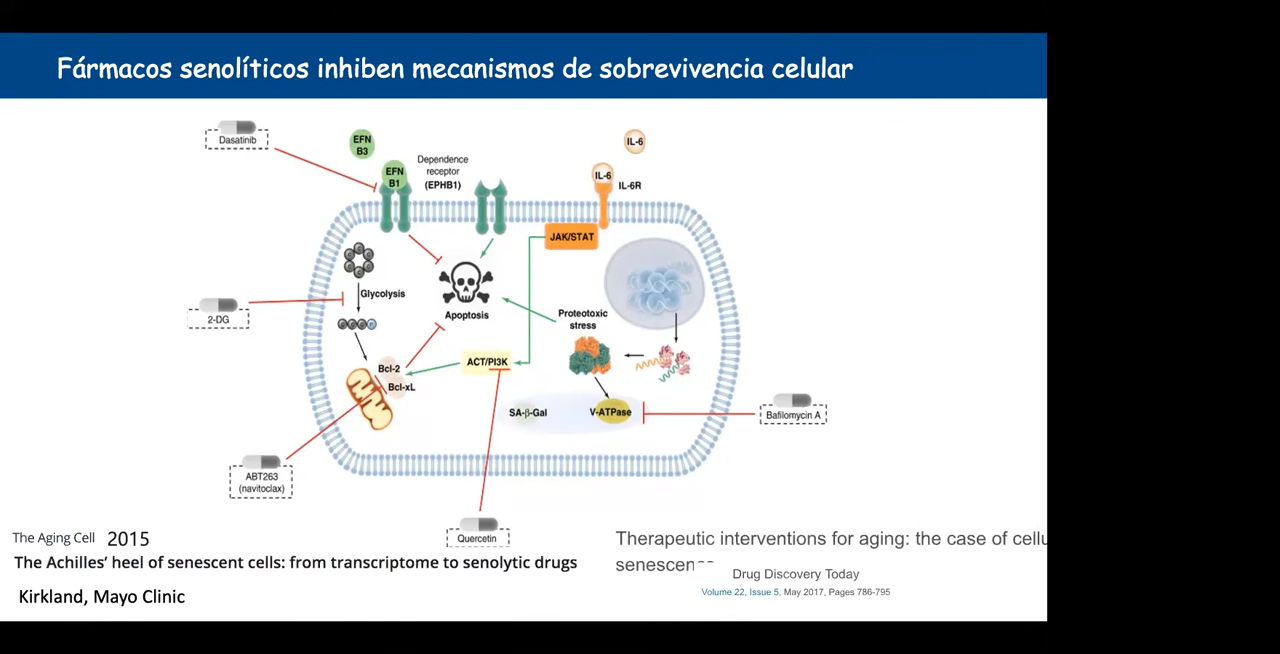 Fármacos senolíticos inhiben mecanismos de sobrevivencia celular
Dasatinib
EFN
B3
EFN
B1
Dependence
receptor
(EPHB1)
IL-6
IL-6
IL-6R
JAK/STAT
Glycolysis
2-DG
Apoptosis
Proteotoxic
stress
ACT/PI3K
Bcl-2
Bcl-xL
SA-β-Gal
V-ATPase
Bafilomycin A
ABT263
(navitoclax)
Quercetin
The Aging Cell 2015
The Achilles’ heel of senescent cells: from transcriptome to senolytic drugs
Kirkland, Mayo Clinic
Therapeutic interventions for aging: the case of
Drug Discovery Today
Volume 22, Issue 5, May 2017, Pages 786-795